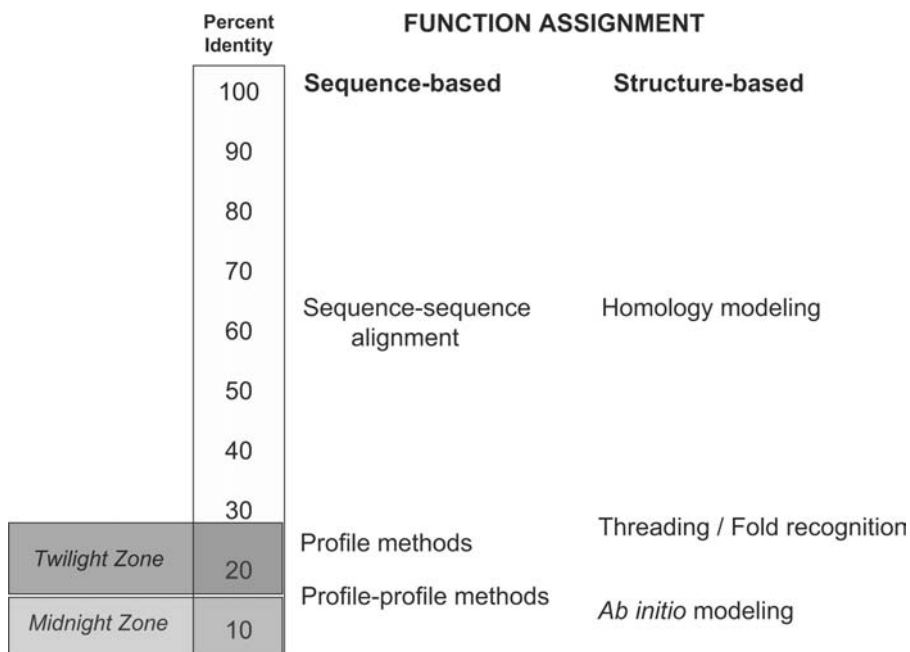 Percent
Identity
FUNCTION ASSIGNMENT
Sequence-based
Structure-based
100
90
80
70
60
50
40
30
20
10
Sequence-sequence
alignment
Homology modeling
Threading / Fold recognition
Profile methods
Twilight Zone
Profile-profile methods
Ab initio modeling
Midnight Zone